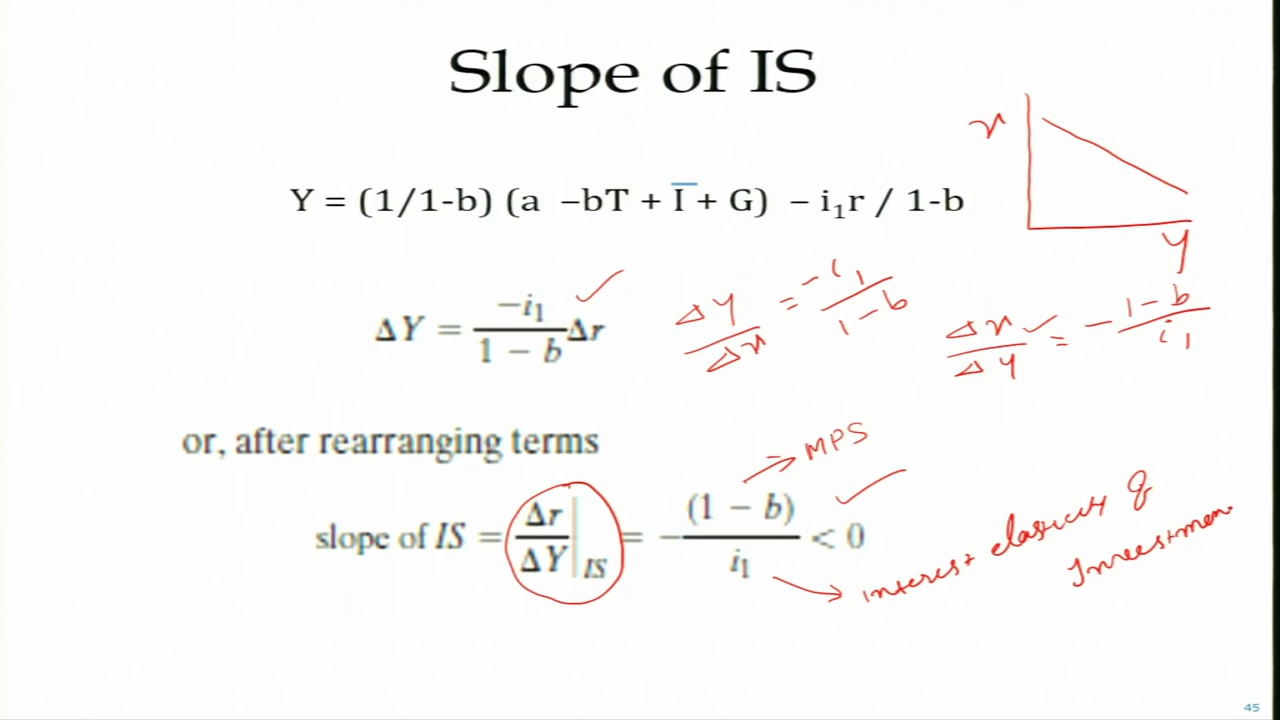 Slope of IS
r
Y
Y = (1/1-b) (a –bT + Ī + G) – i₁r / 1-b
ΔY = -i₁ / 1 – b Δr
ΔY / Δr = -i₁ / 1-b
Δr / ΔY = - 1-b / i₁
or, after rearranging terms
→ MPS
slope of IS = Δr / ΔY |IS = - (1 – b) / i₁ < 0
→ interest elasticity of
Investment
45